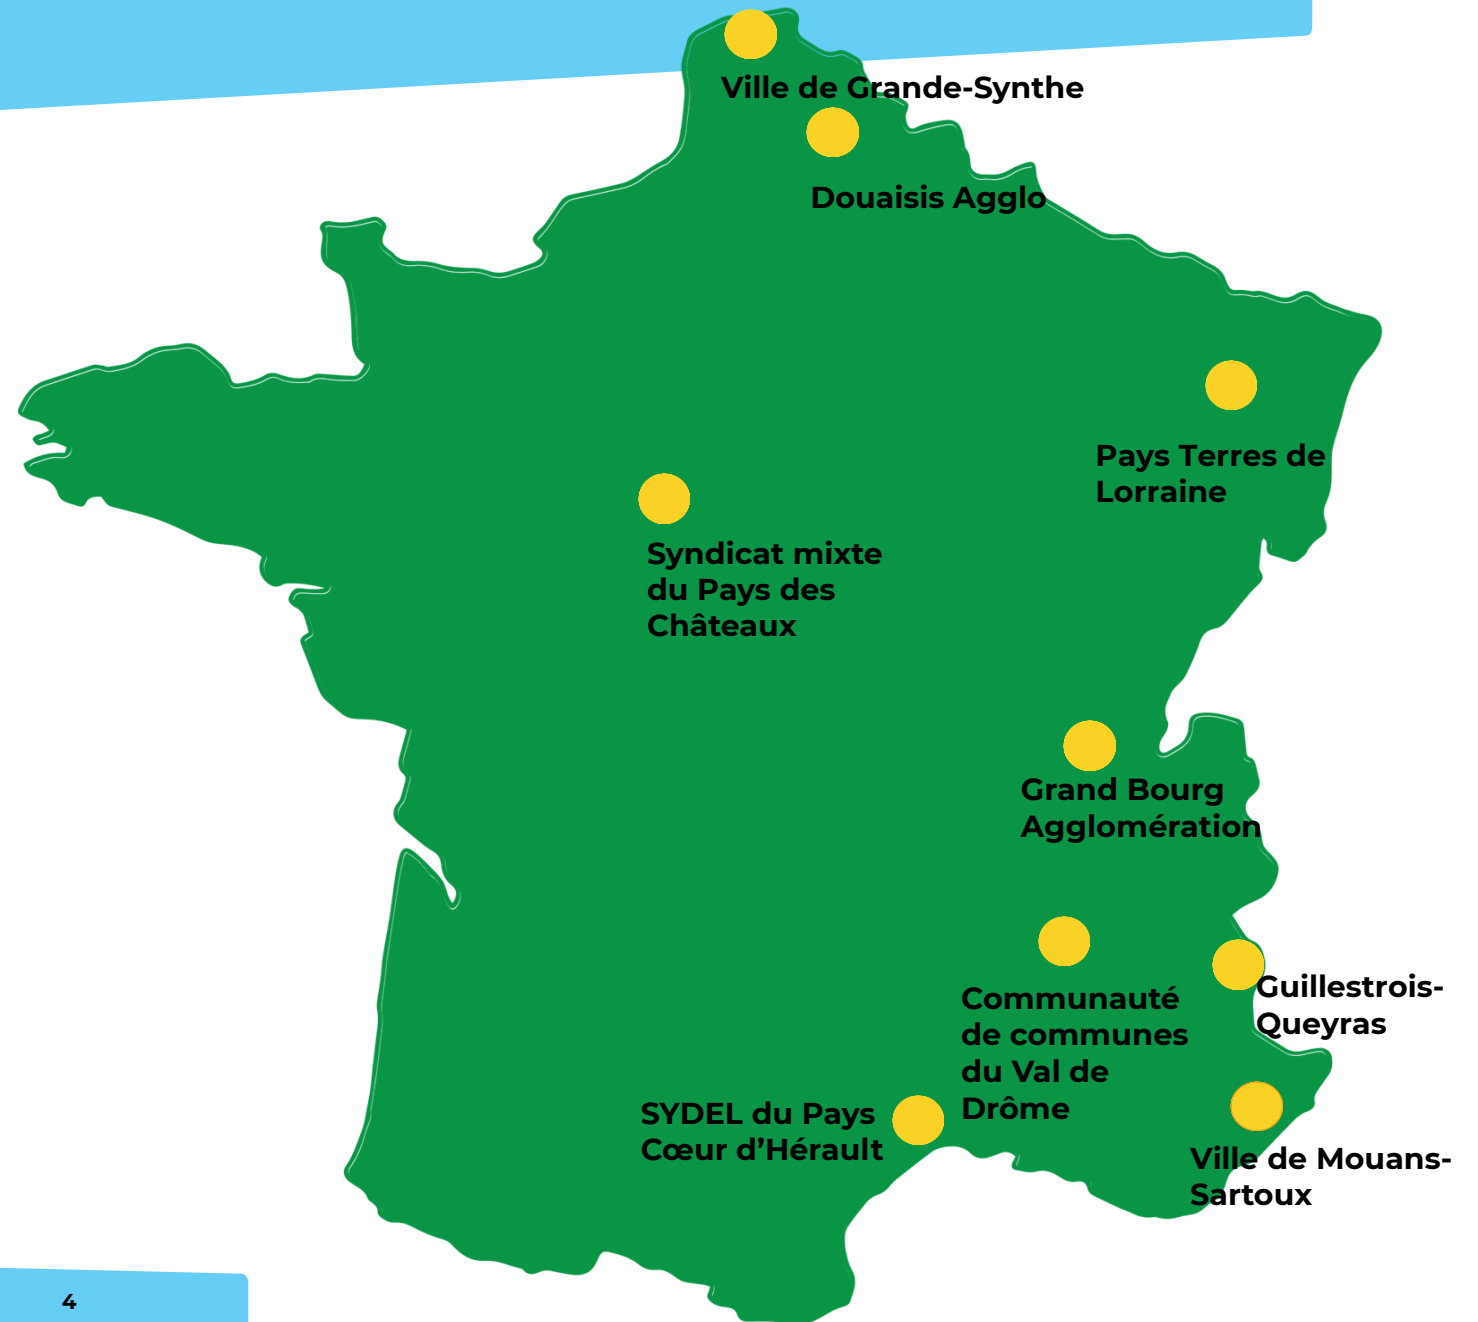 Ville de Grande-Synthe
Douaisis Agglo
Pays Terres de
Lorraine
Syndicat mixte
du Pays des
Châteaux
Grand Bourg
Agglomération
Guillestrois-
Queyras
Communauté
de communes
du Val de
Drôme
SYDEL du Pays
Cœur d’Hérault
Ville de Mouans-
Sartoux
4